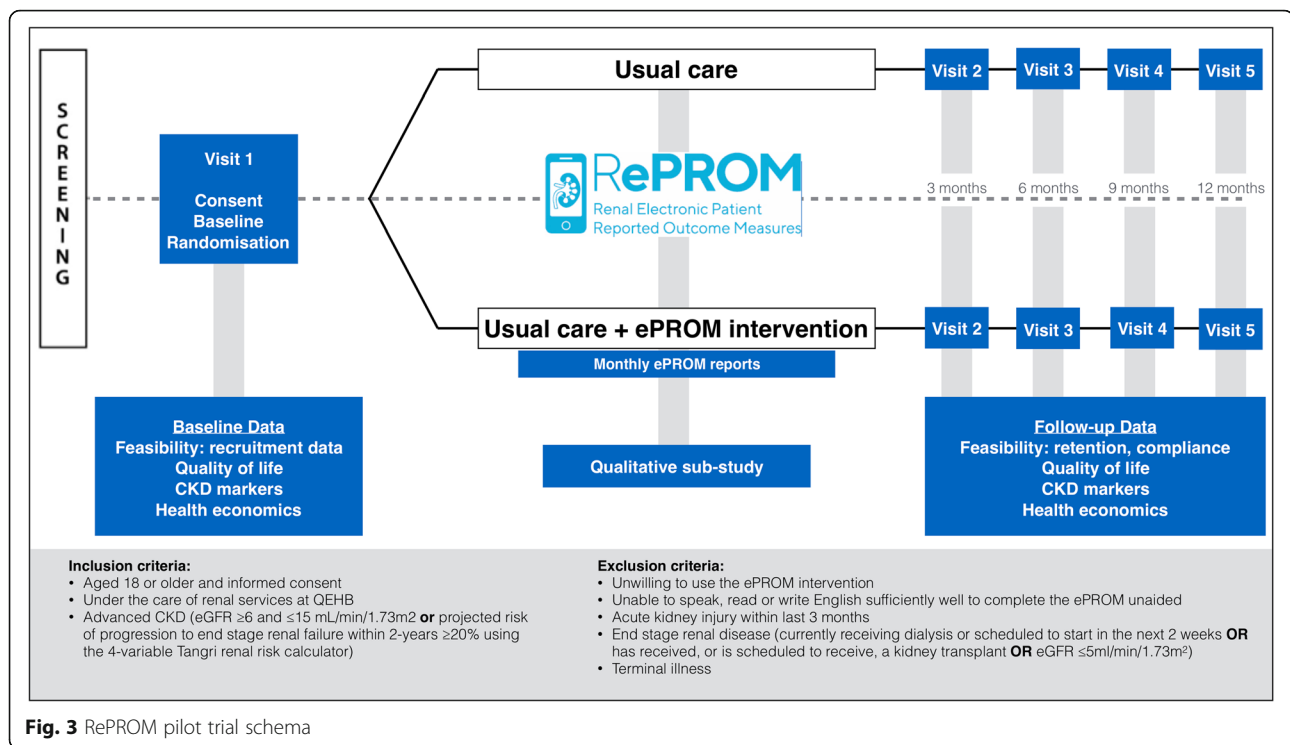 SCREENING
Visit 1
Consent
Baseline
Randomisation
Usual care
Visit 2
Visit 3
Visit 4
Visit 5
RePROM
Renal Electronic Patient
Reported Outcome Measures
3 months
6 months
9 months
12 months
Usual care + ePROM intervention
Monthly ePROM reports
Visit 2
Visit 3
Visit 4
Visit 5
Baseline Data
Feasibility: recruitment data
Quality of life
CKD markers
Health economics
Qualitative sub-study
Follow-up Data
Feasibility: retention, compliance
Quality of life
CKD markers
Health economics
Inclusion criteria:
• Aged 18 or older and informed consent
• Under the care of renal services at QEHB
• Advanced CKD (eGFR ≥6 and ≤15 mL/min/1.73m2 or projected risk
of progression to end stage renal failure within 2-years ≥20% using
the 4-variable Tangri renal risk calculator)
Exclusion criteria:
• Unwilling to use the ePROM intervention
• Unable to speak, read or write English sufficiently well to complete the ePROM unaided
• Acute kidney injury within last 3 months
• End stage renal disease (currently receiving dialysis or scheduled to start in the next 2 weeks OR
has received, or is scheduled to receive, a kidney transplant OR eGFR ≤5ml/min/1.73m²)
• Terminal illness
Fig. 3 RePROM pilot trial schema